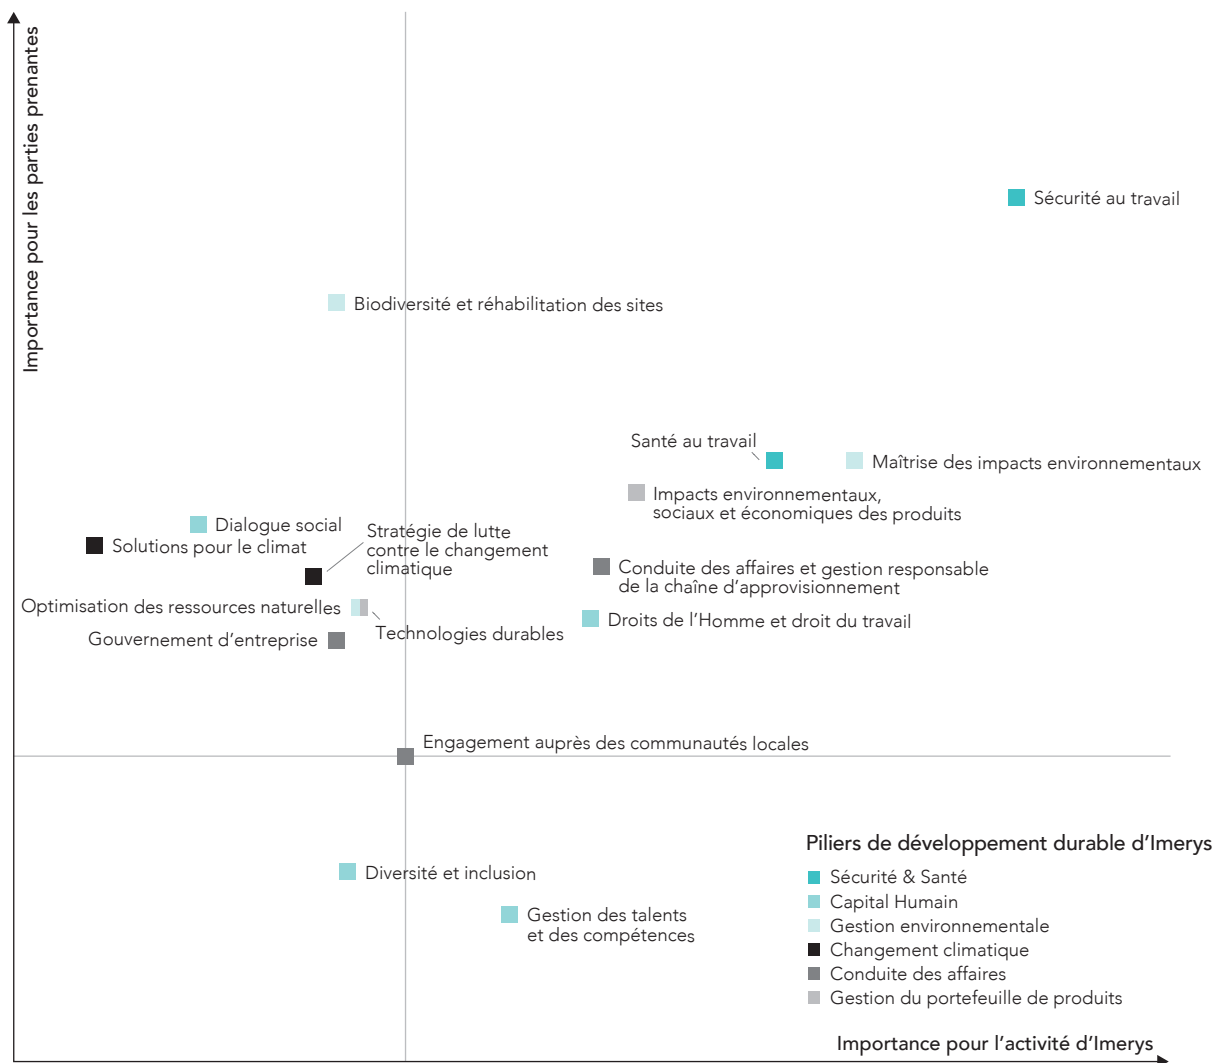 Importance pour les parties prenantes
Sécurité au travail
Biodiversité et réhabilitation des sites
Santé au travail
Maîtrise des impacts environnementaux
Impacts environnementaux,
sociaux et économiques des produits
Dialogue social
Solutions pour le climat
Stratégie de lutte
contre le changement
climatique
Conduite des affaires et gestion responsable
de la chaîne d’approvisionnement
Optimisation des ressources naturelles
Technologies durables
Droits de l’Homme et droit du travail
Gouvernement d’entreprise
Engagement auprès des communautés locales
Diversité et inclusion
Gestion des talents
et des compétences
Piliers de développement durable d’Imerys
Sécurité & Santé
Capital Humain
Gestion environnementale
Changement climatique
Conduite des affaires
Gestion du portefeuille de produits
Importance pour l’activité d’Imerys